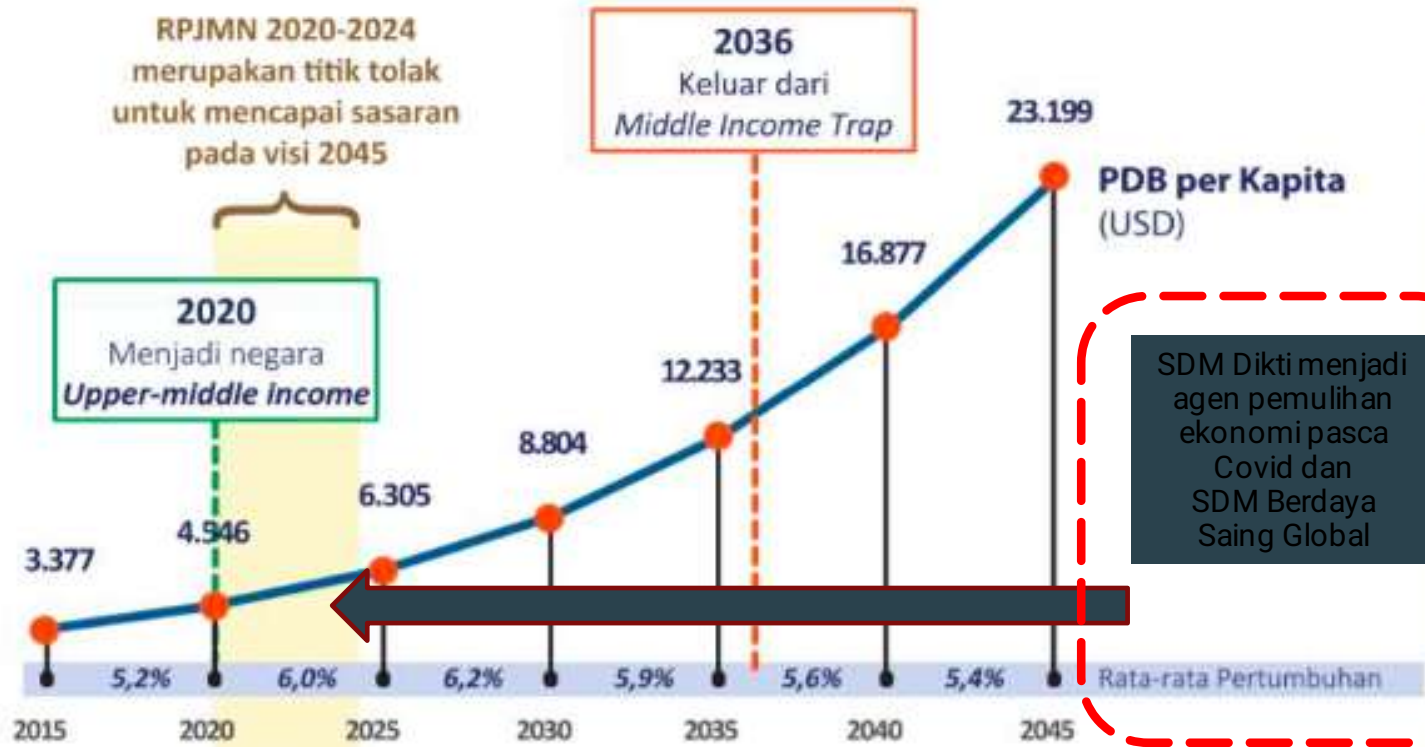 RPJMN 2020-2024
merupakan titik tolak
untuk mencapai sasaran
pada visi 2045
2036
Keluar dari
Middle Income Trap
2020
Menjadi negara
Upper-middle income
3.377
4.546
6.305
8.804
12.233
16.877
23.199
PDB per Kapita
(USD)
SDM Dikti menjadi
agen pemulihan
ekonomi pasca
Covid dan
SDM Berdaya
Saing Global
5,2% 6,0% 6,2% 5,9% 5,6% 5,4% Rata-rata Pertumbuhan
2015 2020 2025 2030 2035 2040 2045